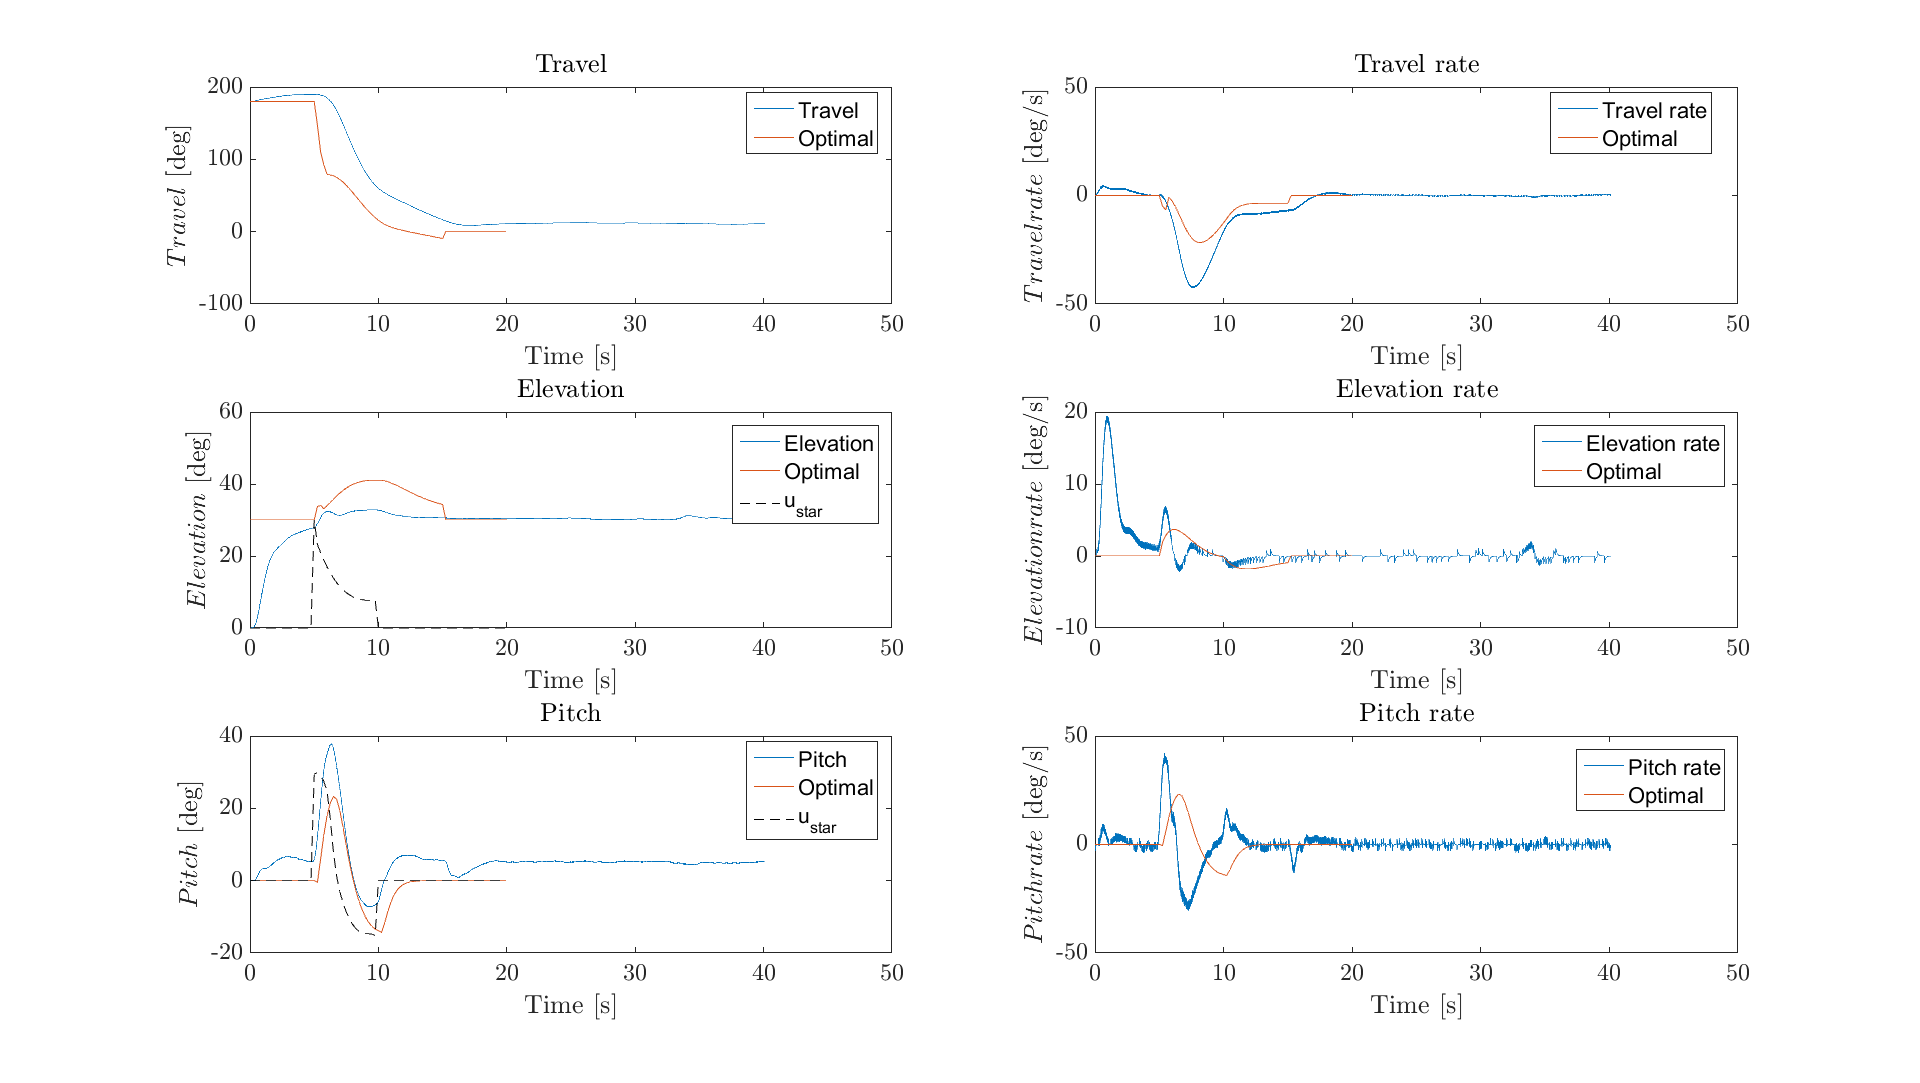 Travel
200
100
0
-100
0 10 20 30 40 50
Travel [deg]
Time [s]
Travel
Optimal
Travel rate
50
0
-50
0 10 20 30 40 50
Travelrate [deg/s]
Time [s]
Travel rate
Optimal
Elevation
60
40
20
0
0 10 20 30 40 50
Elevation [deg]
Time [s]
Elevation
Optimal
u_star
Elevation rate
20
10
0
-10
0 10 20 30 40 50
Elevationrate [deg/s]
Time [s]
Elevation rate
Optimal
Pitch
40
20
0
-20
0 10 20 30 40 50
Pitch [deg]
Time [s]
Pitch
Optimal
u_star
Pitch rate
50
0
-50
0 10 20 30 40 50
Pitchrate [deg/s]
Time [s]
Pitch rate
Optimal